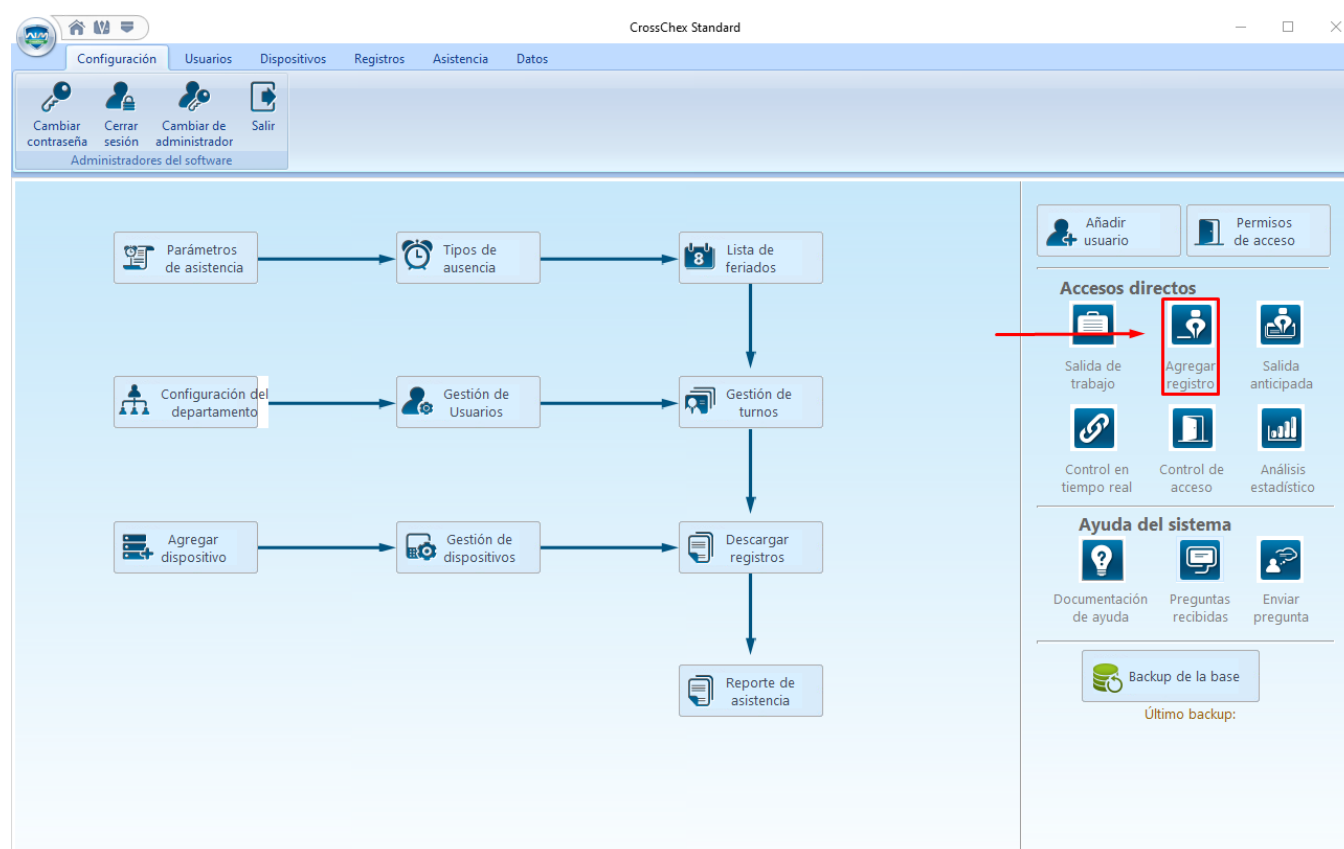 CrossChex Standard
Configuración Usuarios Dispositivos Registros Asistencia Datos
Cambiar contraseña
Cerrar sesión
Cambiar de administrador
Salir
Administradores del software
Parámetros
de asistencia
Tipos de
ausencia
Lista de
feriados
8
Configuración del
departamento
Gestión de
Usuarios
Gestión de
turnos
Agregar
dispositivo
Gestión de
dispositivos
Descargar
registros
Reporte de
asistencia
Añadir
usuario
Permisos
de acceso
Accesos directos
Salida de
trabajo
Agregar
registro
Salida
anticipada
Control en
tiempo real
Control de
acceso
Análisis
estadístico
Ayuda del sistema
Documentación
de ayuda
Preguntas
recibidas
Enviar
pregunta
Backup de la base
Último backup: